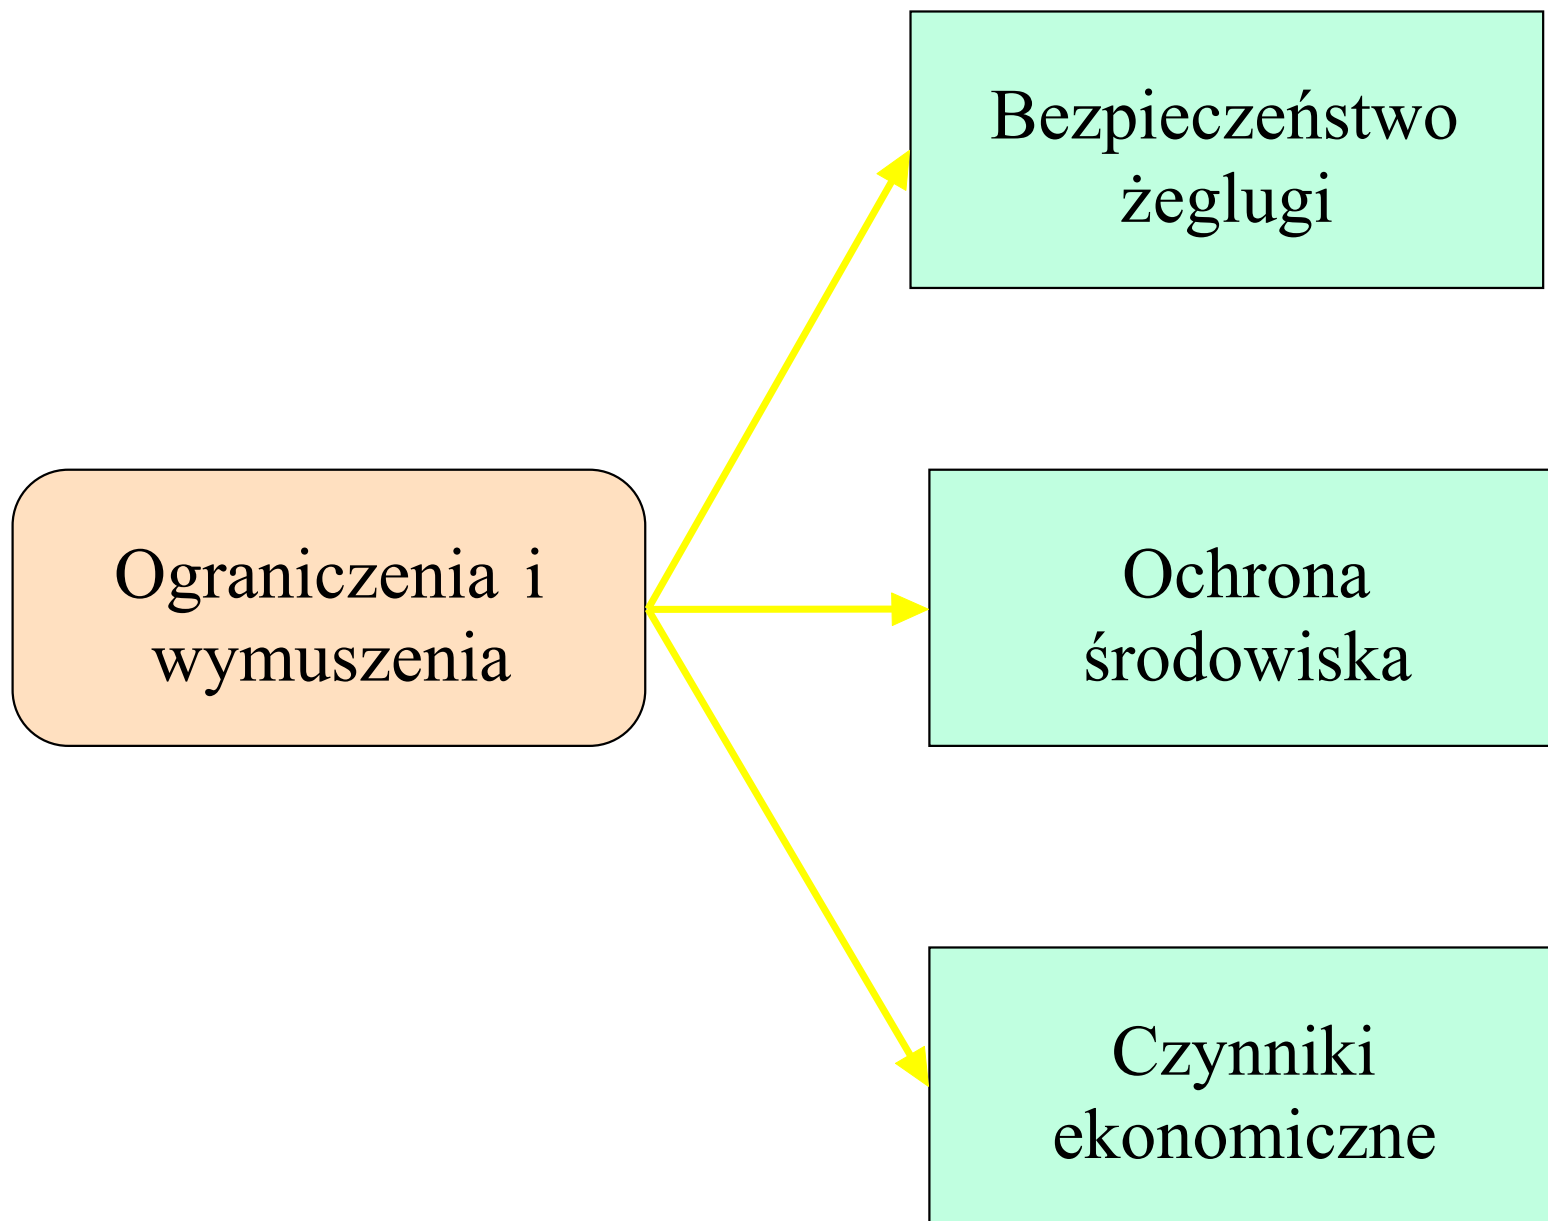 Bezpieczeństwo
żeglugi
Ograniczenia i
wymuszenia
Ochrona
środowiska
Czynniki
ekonomiczne